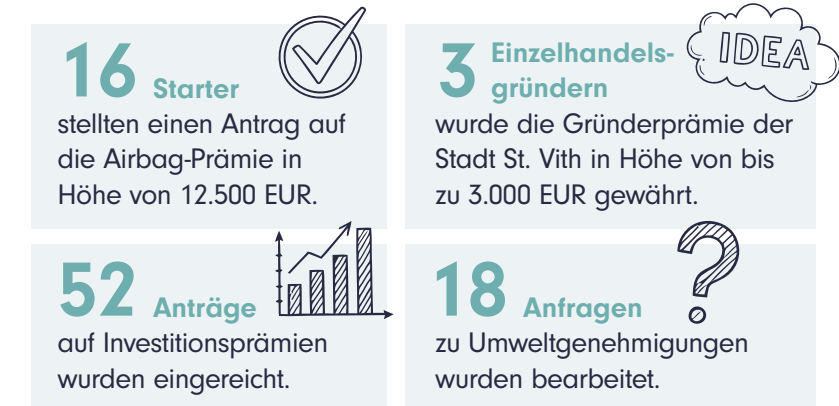 16 Starter
stellten einen Antrag auf
die Airbag-Prämie in
Höhe von 12.500 EUR.
3 Einzelhandels-
gründern
IDEA
wurde die Gründerprämie der
Stadt St. Vith in Höhe von bis
zu 3.000 EUR gewährt.
52 Anträge
auf Investitionsprämien
wurden eingereicht.
18 Anfragen
zu Umweltgenehmigungen
wurden bearbeitet.